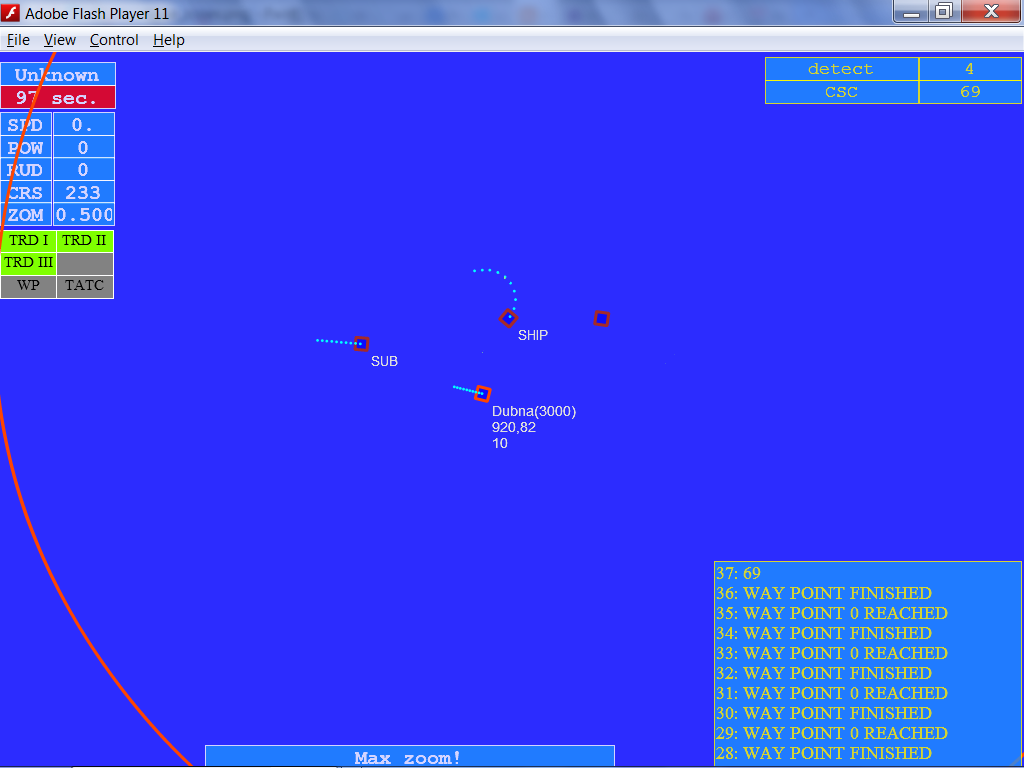 Adobe Flash Player 11
File View Control Help
Unknown
97 sec.
SPD 0.
POW 0
RUD 0
CRS 233
ZOM 0.500
TRD I TRD II
TRD III
WP TATC
detect 4
CSC 69
SHIP
SUB
Dubna(3000)
920,82
10
37: 69
36: WAY POINT FINISHED
35: WAY POINT 0 REACHED
34: WAY POINT FINISHED
33: WAY POINT 0 REACHED
32: WAY POINT FINISHED
31: WAY POINT 0 REACHED
30: WAY POINT FINISHED
29: WAY POINT 0 REACHED
28: WAY POINT FINISHED
Max zoom!